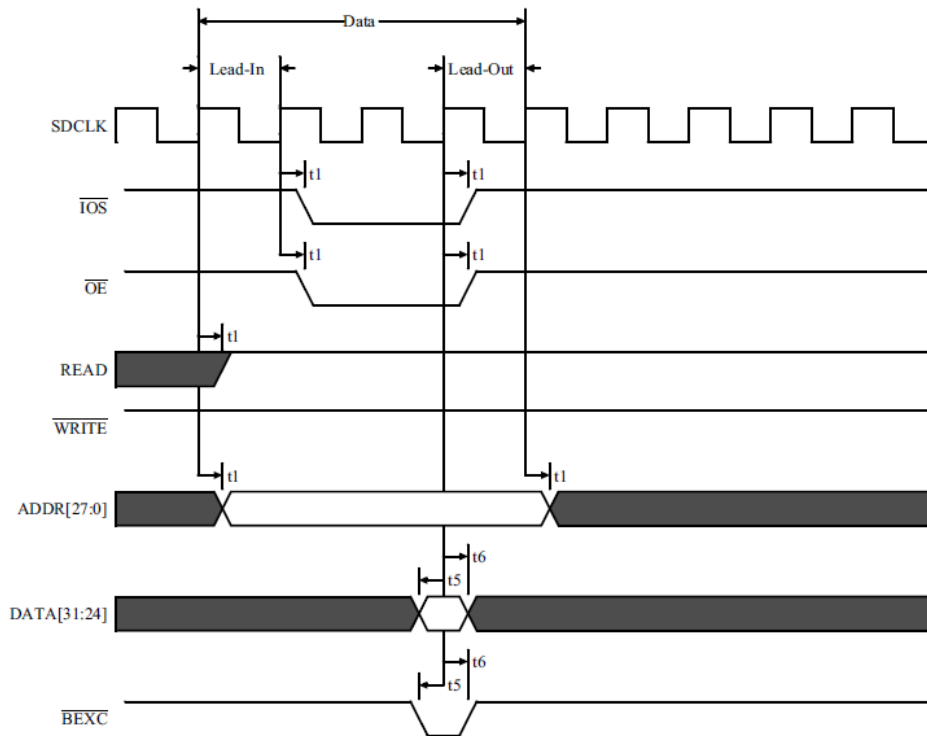 Data
Lead-In Lead-Out
SDCLK
t1 t1
IOS
t1 t1
OE
t1
READ
WRITE
t1 t1
ADDR[27:0]
t6
t5
DATA[31:24]
t6
t5
BEXC